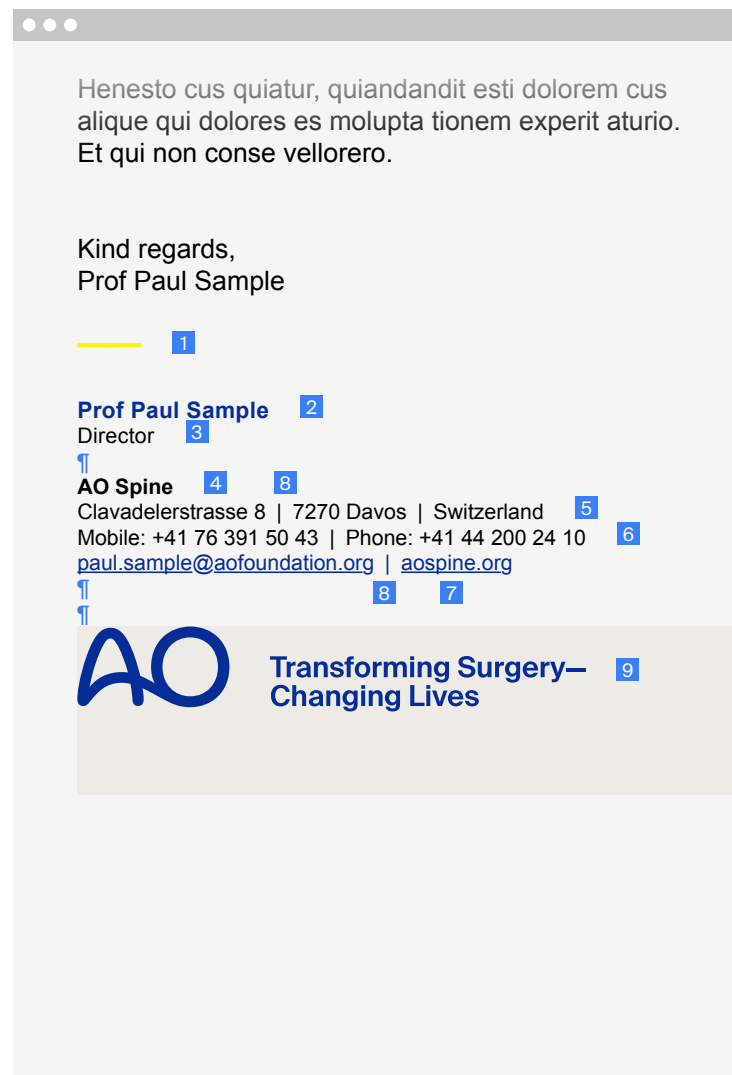 Henesto cus quiatur, quiandandit esti dolorem cus
alique qui dolores es molupta tionem experit aturio.
Et qui non conse vellorero.
Kind regards,
Prof Paul Sample
1
Prof Paul Sample 2
Director 3
¶
AO Spine 4 8
Clavadelerstrasse 8 | 7270 Davos | Switzerland 5
Mobile: +41 76 391 50 43 | Phone: +41 44 200 24 10 6
paul.sample@aofoundation.org | aospine.org
¶ 8 7
¶
AO
Transforming Surgery— 9
Changing Lives